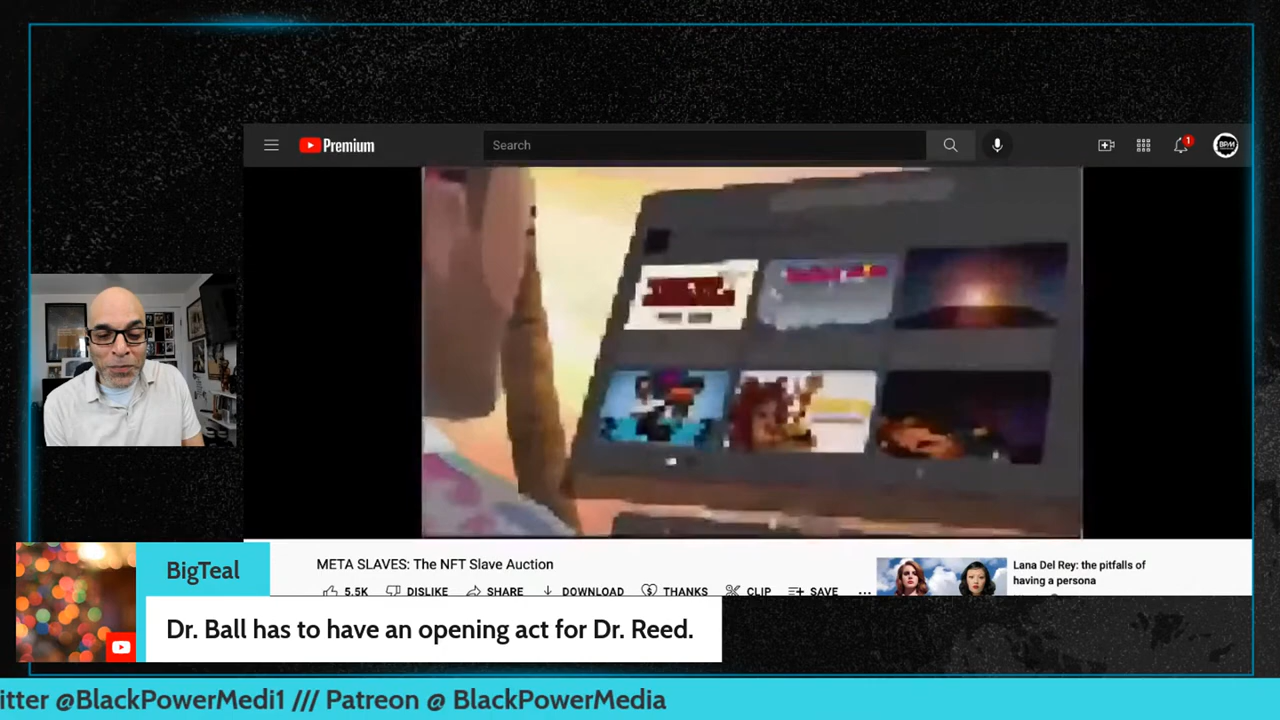 Premium
Search
1
BPM
META SLAVES: The NFT Slave Auction
5.5K DISLIKE SHARE DOWNLOAD THANKS CLIP SAVE ...
Lana Del Rey: the pitfalls of
having a persona
BigTeal
Dr. Ball has to have an opening act for Dr. Reed.
itter @BlackPowerMedi1 /// Patreon @ BlackPowerMedia